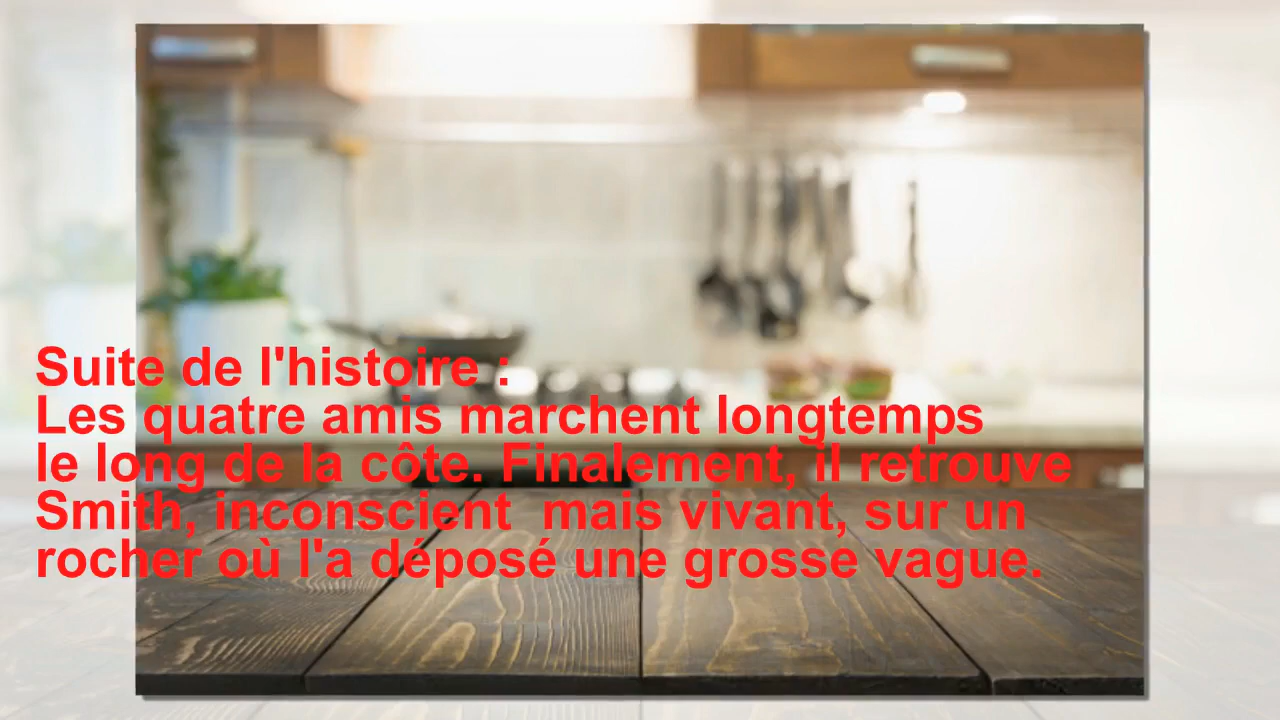 Suite de l'histoire :
Les quatre amis marchent longtemps
le long de la côte. Finalement, il retrouve
Smith, inconscient  mais vivant, sur un
rocher où l'a déposé une grosse vague.